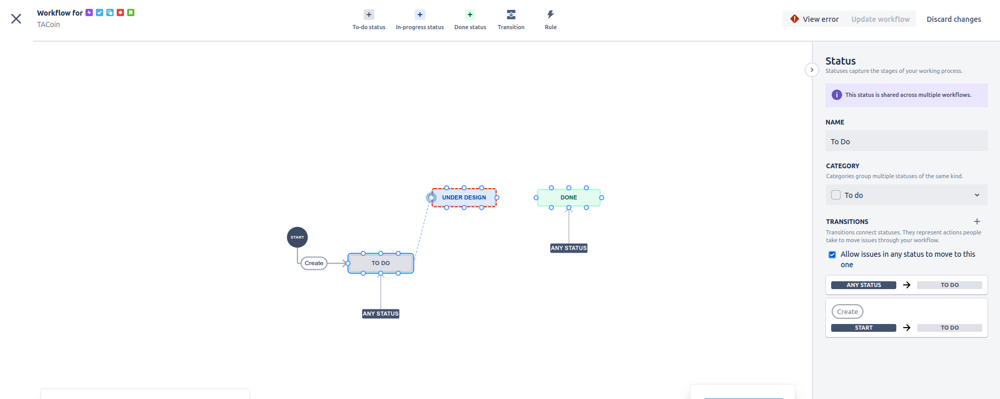 Workflow for
TACoin
To-do status
In-progress status
Done status
Transition
Rule
View error
Update workflow
Discard changes
UNDER DESIGN
DONE
START
Create
TO DO
ANY STATUS
ANY STATUS
Status
Statuses capture the stages of your working process.
This status is shared across multiple workflows.
NAME
To Do
CATEGORY
Categories group multiple statuses of the same kind.
To do
TRANSITIONS
Transitions connect statuses. They represent actions people
take to move issues through your workflow.
Allow issues in any status to move to this
one
ANY STATUS
TO DO
Create
START
TO DO